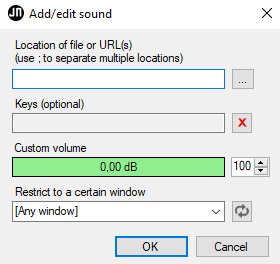 JN Add/edit sound
Location of file or URL(s)
(use ; to separate multiple locations)
...
Keys (optional)
X
Custom volume
0,00 dB 100
Restrict to a certain window
[Any window]
OK Cancel